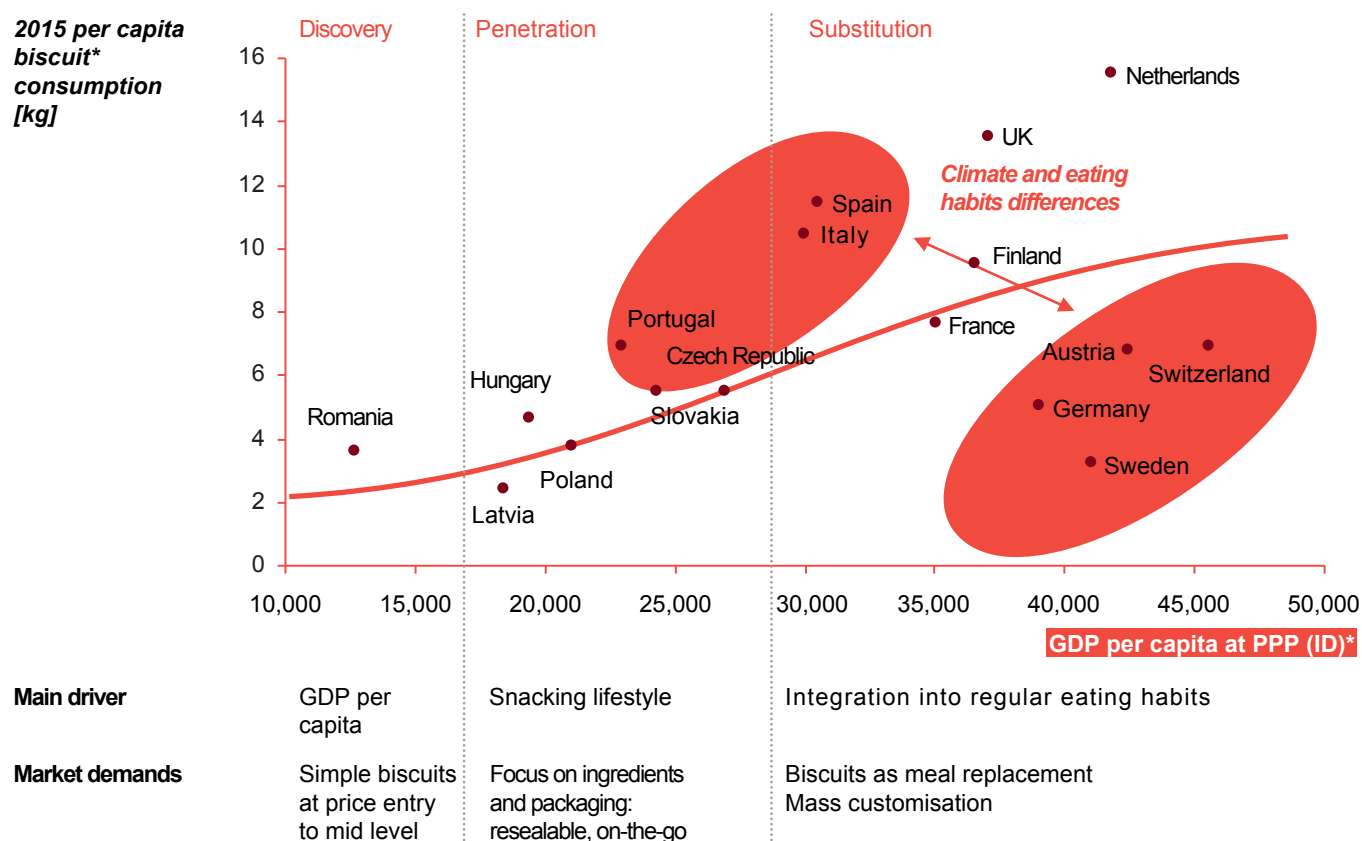 2015 per capita
biscuit*
consumption
[kg]
Discovery
Penetration
Substitution
16
14
12
10
8
6
4
2
0
Netherlands
UK
Climate and eating
habits differences
Spain
Italy
Finland
Portugal
France
Czech Republic
Austria
Switzerland
Hungary
Romania
Slovakia
Germany
Poland
Sweden
Latvia
10,000
15,000
20,000
25,000
30,000
35,000
40,000
45,000
50,000
GDP per capita at PPP (ID)*
Main driver
GDP per
capita
Snacking lifestyle
Integration into regular eating habits
Market demands
Simple biscuits
at price entry
to mid level
Focus on ingredients
and packaging:
resealable, on-the-go
Biscuits as meal replacement
Mass customisation